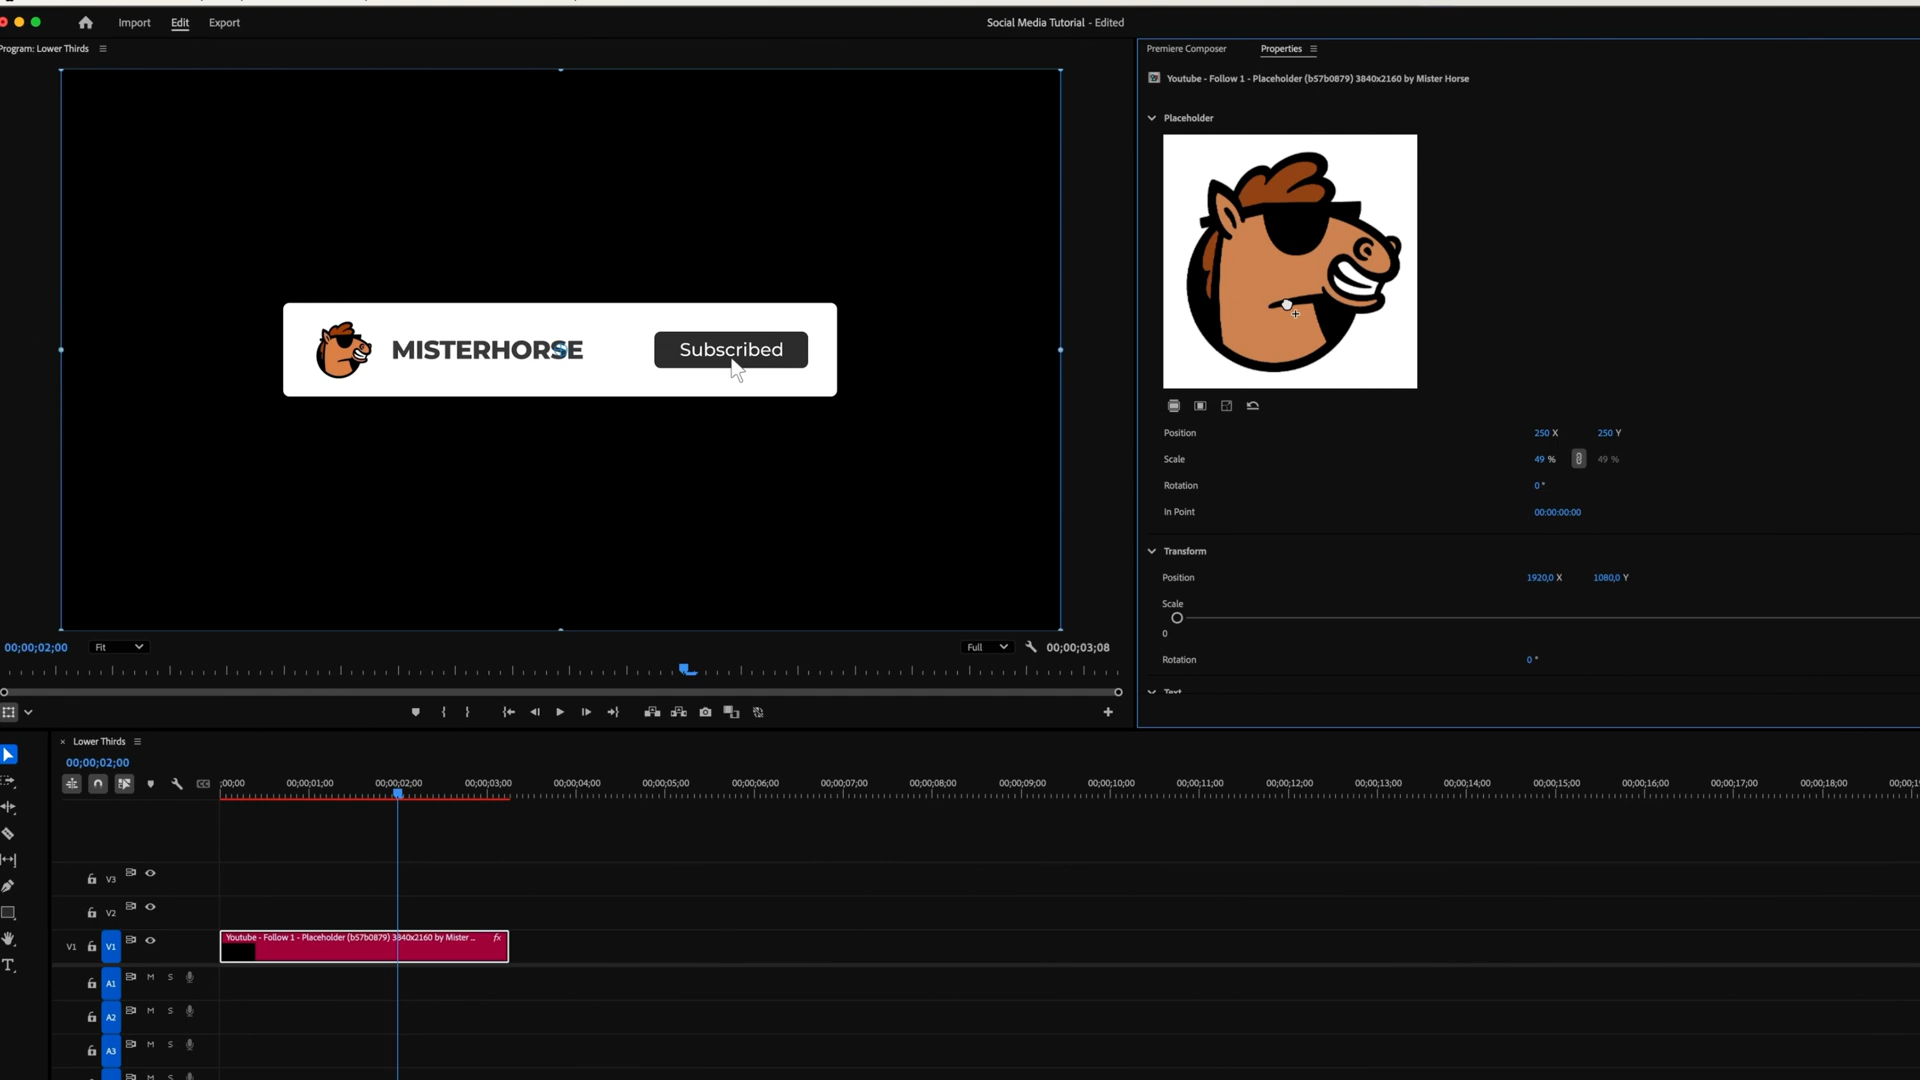 Import Edit Export Social Media Tutorial - Edited
Program: Lower Thirds
Premiere Composer Properties
Youtube - Follow 1 - Placeholder (b57b0879) 3840x2160 by Mister Horse
Placeholder
MISTERHORSE Subscribed
Position 250 X 250 Y
Scale 49 % 49 %
Rotation 0 °
In Point 00:00:00:00
Transform
Position 1920,0 X 1080,0 Y
Scale
0
Rotation 0 °
Text
00;00;02;00 Fit Full 00;00;03;08
× Lower Thirds
00;00;02;00
;00;00 00;00;01;00 00;00;02;00 00;00;03;00 00;00;04;00 00;00;05;00 00;00;06;00 00;00;07;00 00;00;08;00 00;00;09;00 00;00;10;00 00;00;11;00 00;00;12;00 00;00;13;00 00;00;14;00 00;00;15;00 00;00;16;00 00;00;17;00 00;00;18;00
V3
V2
V1 V1 Youtube - Follow 1 - Placeholder (b57b0879) 3840x2160 by Mister ... fx
A1 M S
A2 M S
A3 M S
M S